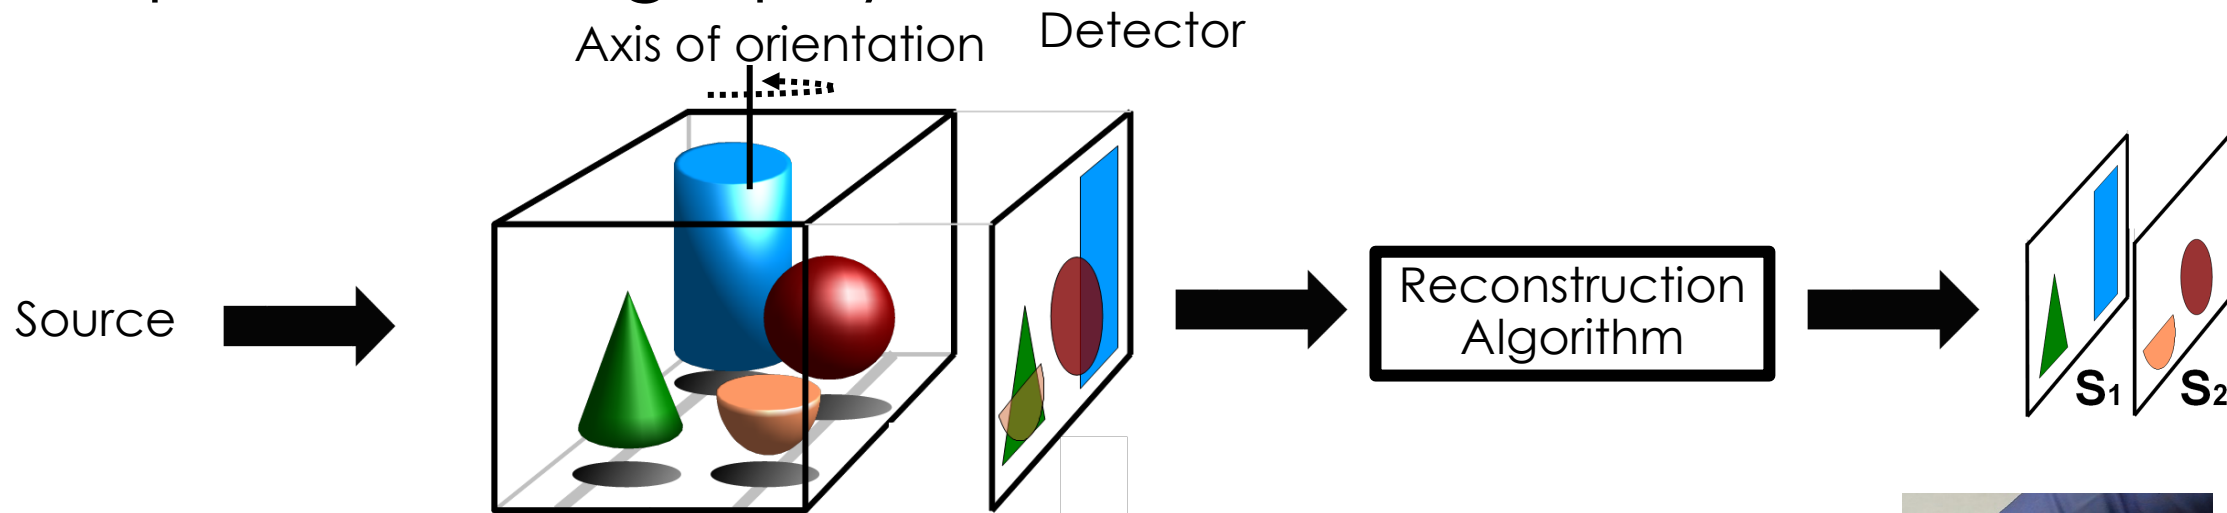 Axis of orientation
Detector
Source
Reconstruction
Algorithm
S1
S2